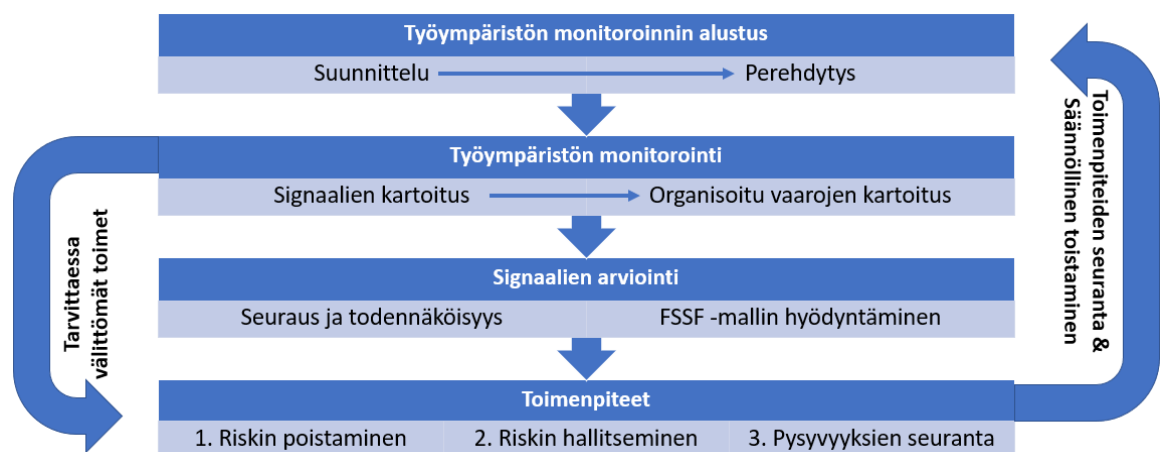 Työympäristön monitoroinnin alustus
Suunnittelu Perehdytys
Työympäristön monitorointi
Signaalien kartoitus Organisoitu vaarojen kartoitus
Signaalien arviointi
Seuraus ja todennäköisyys FSSF -mallin hyödyntäminen
Toimenpiteet
1. Riskin poistaminen 2. Riskin hallitseminen 3. Pysyvyyksien seuranta
Tarvittaessa
välittömät toimet
Toimenpiteiden seuranta &
Säännöllinen toistaminen